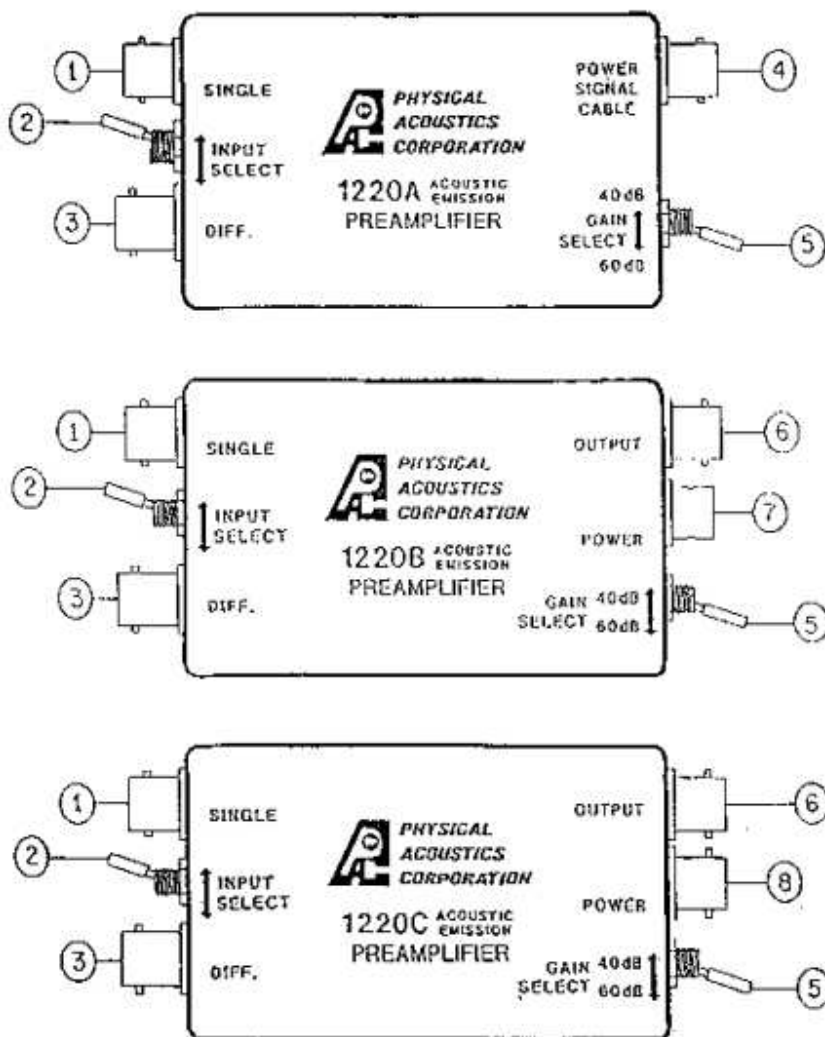 1
SINGLE
2
INPUT
SELECT
3
DIFF.
PAC
PHYSICAL
ACOUSTICS
CORPORATION
1220A ACOUSTIC EMISSION
PREAMPLIFIER
POWER
SIGNAL
CABLE
4
40dB
GAIN
SELECT
60dB
5
1
SINGLE
2
INPUT
SELECT
3
DIFF.
PAC
PHYSICAL
ACOUSTICS
CORPORATION
1220B ACOUSTIC EMISSION
PREAMPLIFIER
OUTPUT
6
7
POWER
GAIN 40dB
SELECT 60dB
5
1
SINGLE
2
INPUT
SELECT
3
DIFF.
PAC
PHYSICAL
ACOUSTICS
CORPORATION
1220C ACOUSTIC EMISSION
PREAMPLIFIER
OUTPUT
6
8
POWER
GAIN 40dB
SELECT 60dB
5